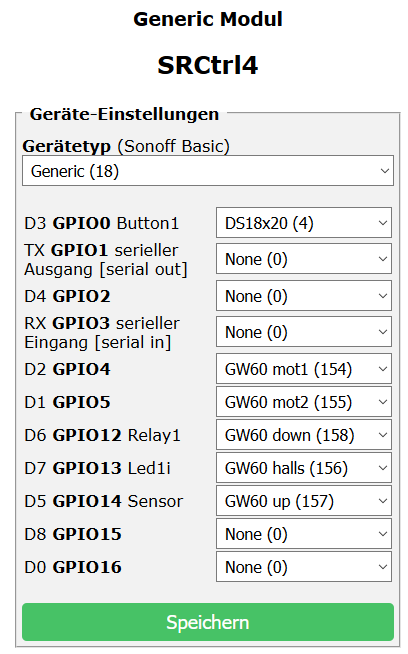 Generic Modul
SRCtrl4
Geräte-Einstellungen
Gerätetyp (Sonoff Basic)
Generic (18)
D3 GPIO0 Button1 DS18x20 (4)
TX GPIO1 serieller
Ausgang [serial out] None (0)
D4 GPIO2 None (0)
RX GPIO3 serieller
Eingang [serial in] None (0)
D2 GPIO4 GW60 mot1 (154)
D1 GPIO5 GW60 mot2 (155)
D6 GPIO12 Relay1 GW60 down (158)
D7 GPIO13 Led1i GW60 halls (156)
D5 GPIO14 Sensor GW60 up (157)
D8 GPIO15 None (0)
D0 GPIO16 None (0)
Speichern